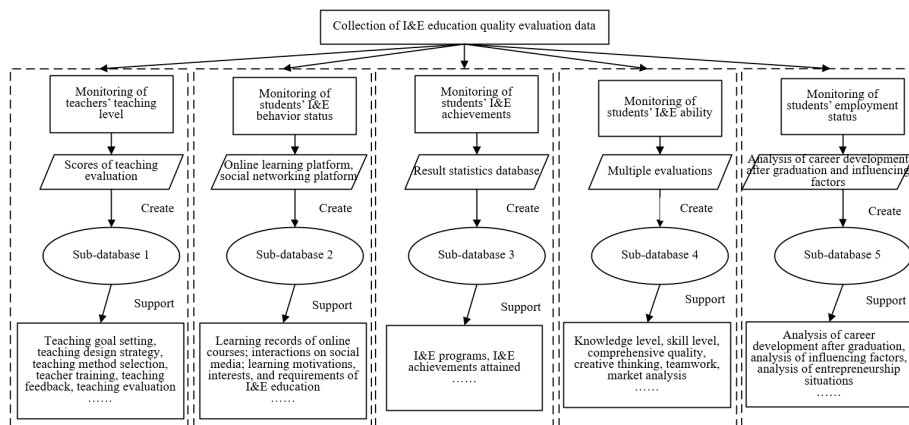 Collection of I&E education quality evaluation data
Monitoring of
teachers' teaching
level
Scores of teaching
evaluation
Create
Sub-database 1
Support
Teaching goal setting,
teaching design strategy,
teaching method selection,
teacher training, teaching
feedback, teaching evaluation
……
Monitoring of
students' I&E
behavior status
Online learning platform,
social networking platform
Create
Sub-database 2
Support
Learning records of online
courses; interactions on social
media; learning motivations,
interests, and requirements of
I&E education
……
Monitoring of
students' I&E
achievements
Result statistics database
Create
Sub-database 3
Support
I&E programs, I&E
achievements attained
……
Monitoring of
students' I&E ability
Multiple evaluations
Create
Sub-database 4
Support
Knowledge level, skill level,
comprehensive quality,
creative thinking, teamwork,
market analysis
……
Monitoring of
students' employment
status
Analysis of career development
after graduation and influencing
factors
Create
Sub-database 5
Support
Analysis of career
development after graduation,
analysis of influencing factors,
analysis of entrepreneurship
situations
……